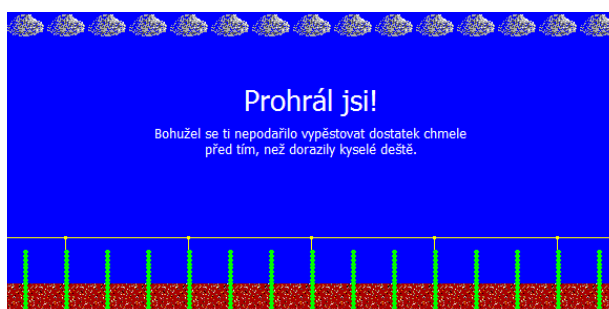 Prohrál jsi!
Bohužel se ti nepodařilo vypěstovat dostatek chmele
před tím, než dorazily kyselé deště.